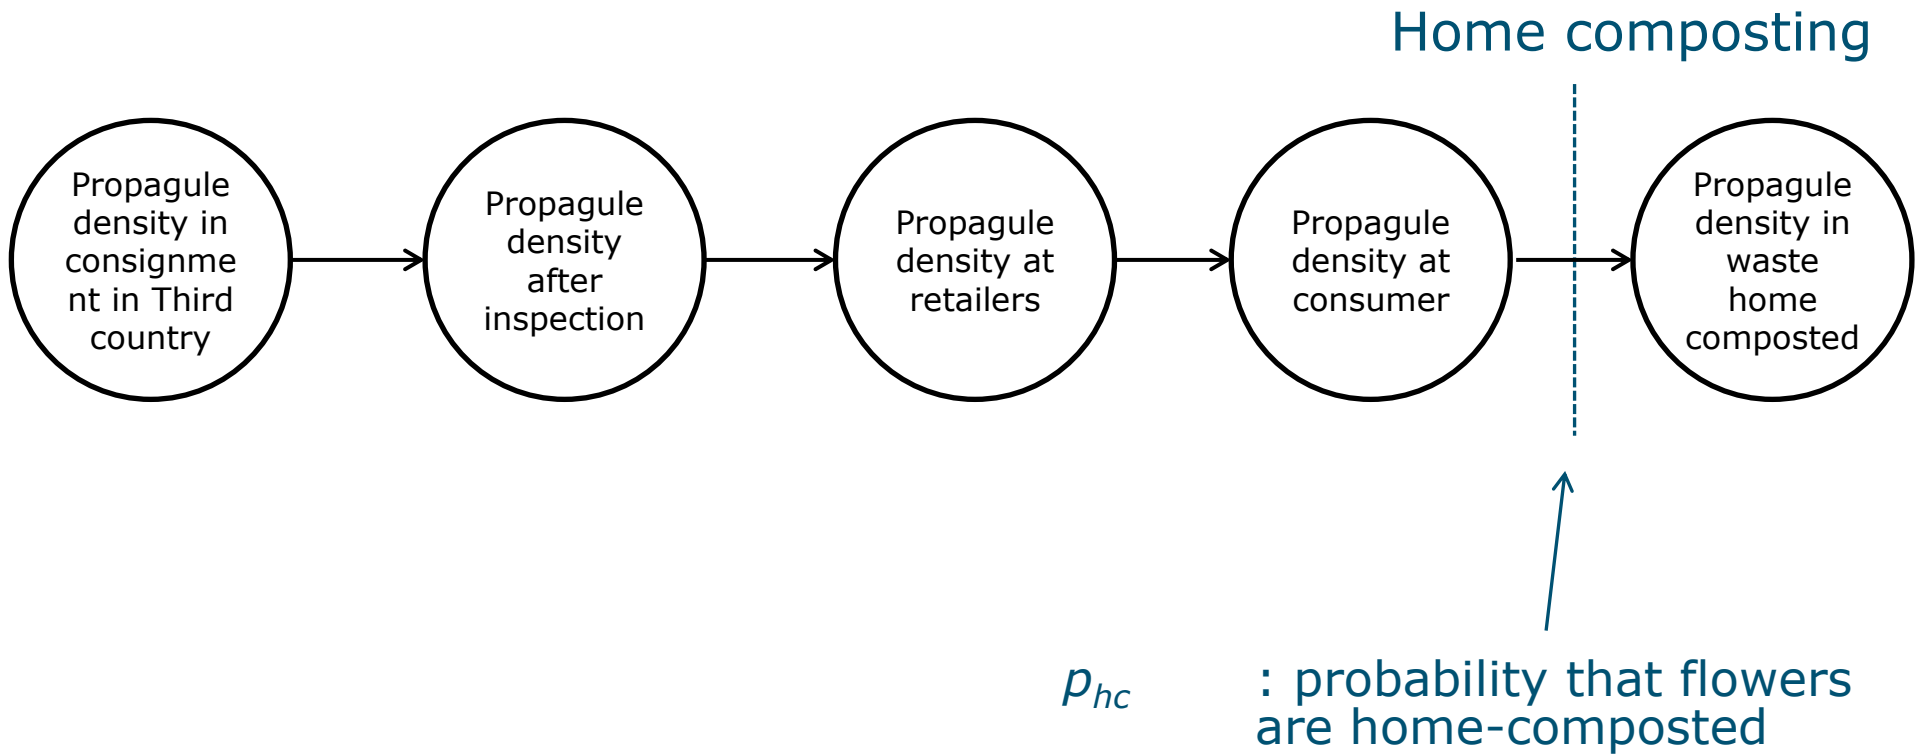 Home composting
Propagule
density in
consignme
nt in Third
country
Propagule
density
after
inspection
Propagule
density at
retailers
Propagule
density at
consumer
Propagule
density in
waste
home
composted
p_hc : probability that flowers
are home-composted